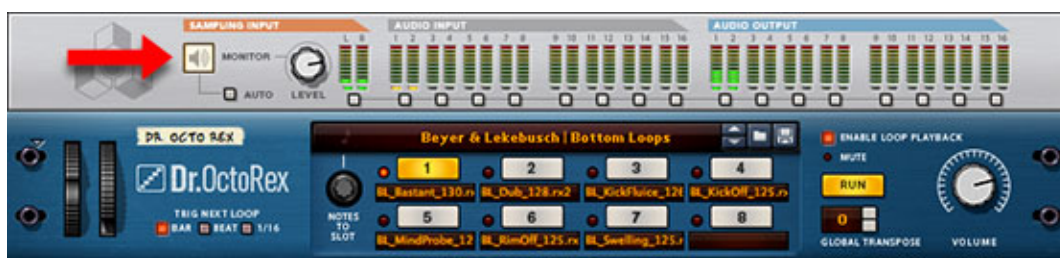 SAMPLING INPUT
AUDIO INPUT
AUDIO OUTPUT
L R
1 2 3 4 5 6 7 8 9 10 11 12 13 14 15 16
1 2 3 4 5 6 7 8 9 10 11 12 13 14 15 16
MONITOR
AUTO
LEVEL
DR. OCTO REX
Dr.OctoRex
TRIG NEXT LOOP
BAR BEAT 1/16
NOTES
TO
SLOT
Beyer & Lekebusch | Bottom Loops
1 2 3 4
BL_Bastant_130.rx BL_Dub_128.rx2 BL_KickFluice_128 BL_KickOff_125.rx
5 6 7 8
BL_MindProbe_12 BL_RimOff_125.rx BL_Swelling_125.r
ENABLE LOOP PLAYBACK
MUTE
RUN
0
GLOBAL TRANSPOSE
VOLUME